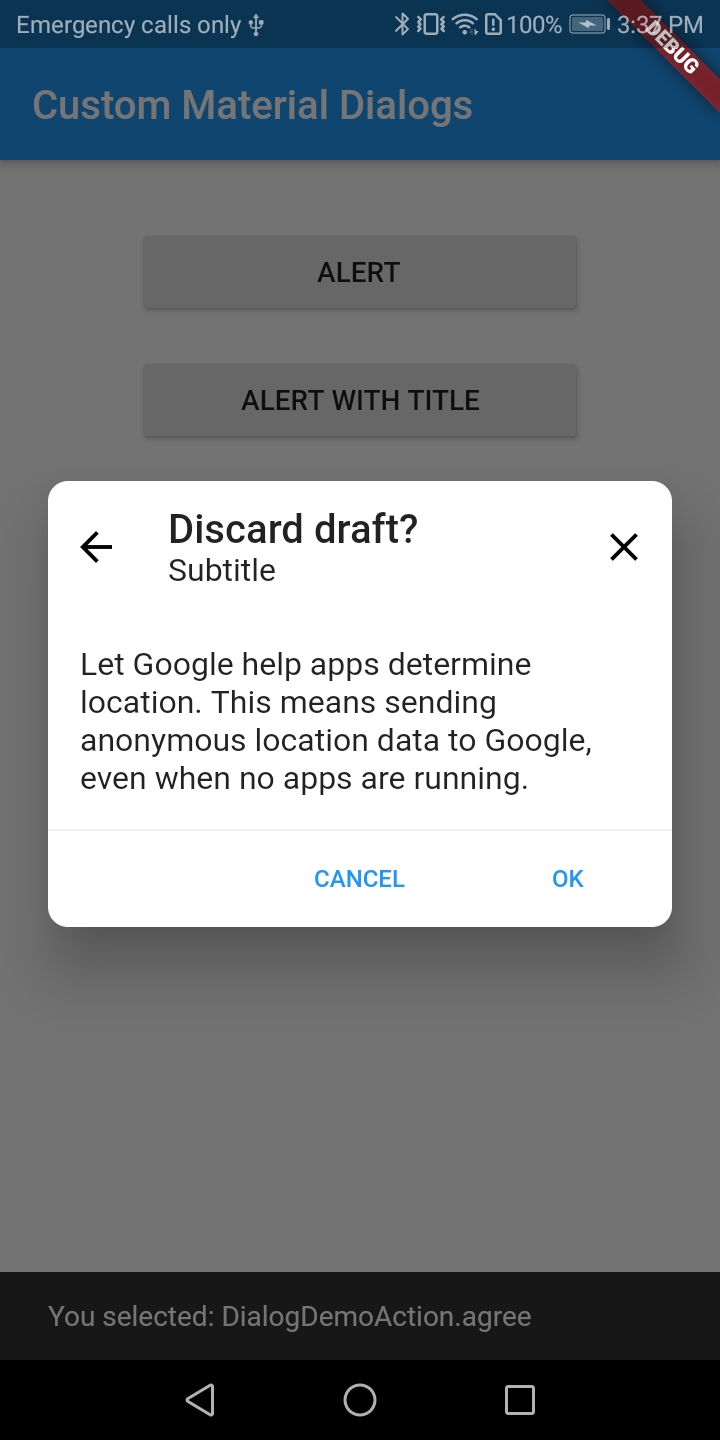 Emergency calls only 100% 3:37 PM
DEBUG
Custom Material Dialogs
ALERT
ALERT WITH TITLE
Discard draft?
Subtitle
Let Google help apps determine
location. This means sending
anonymous location data to Google,
even when no apps are running.
CANCEL OK
You selected: DialogDemoAction.agree